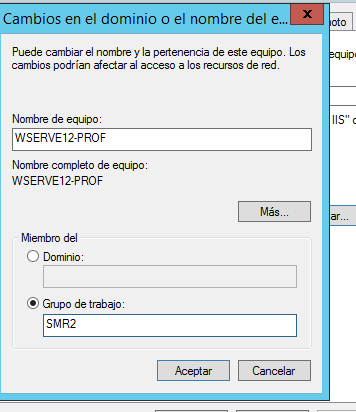 Cambios en el dominio o el nombre del e...
x
oto
Puede cambiar el nombre y la pertenencia de este equipo. Los
cambios podrían afectar al acceso a los recursos de red.
equipo
Nombre de equipo:
WSERVE12-PROF
IIS" o
Nombre completo de equipo:
WSERVE12-PROF
Más...
ar...
Miembro del
Dominio:
Grupo de trabajo:
SMR2
Aceptar
Cancelar